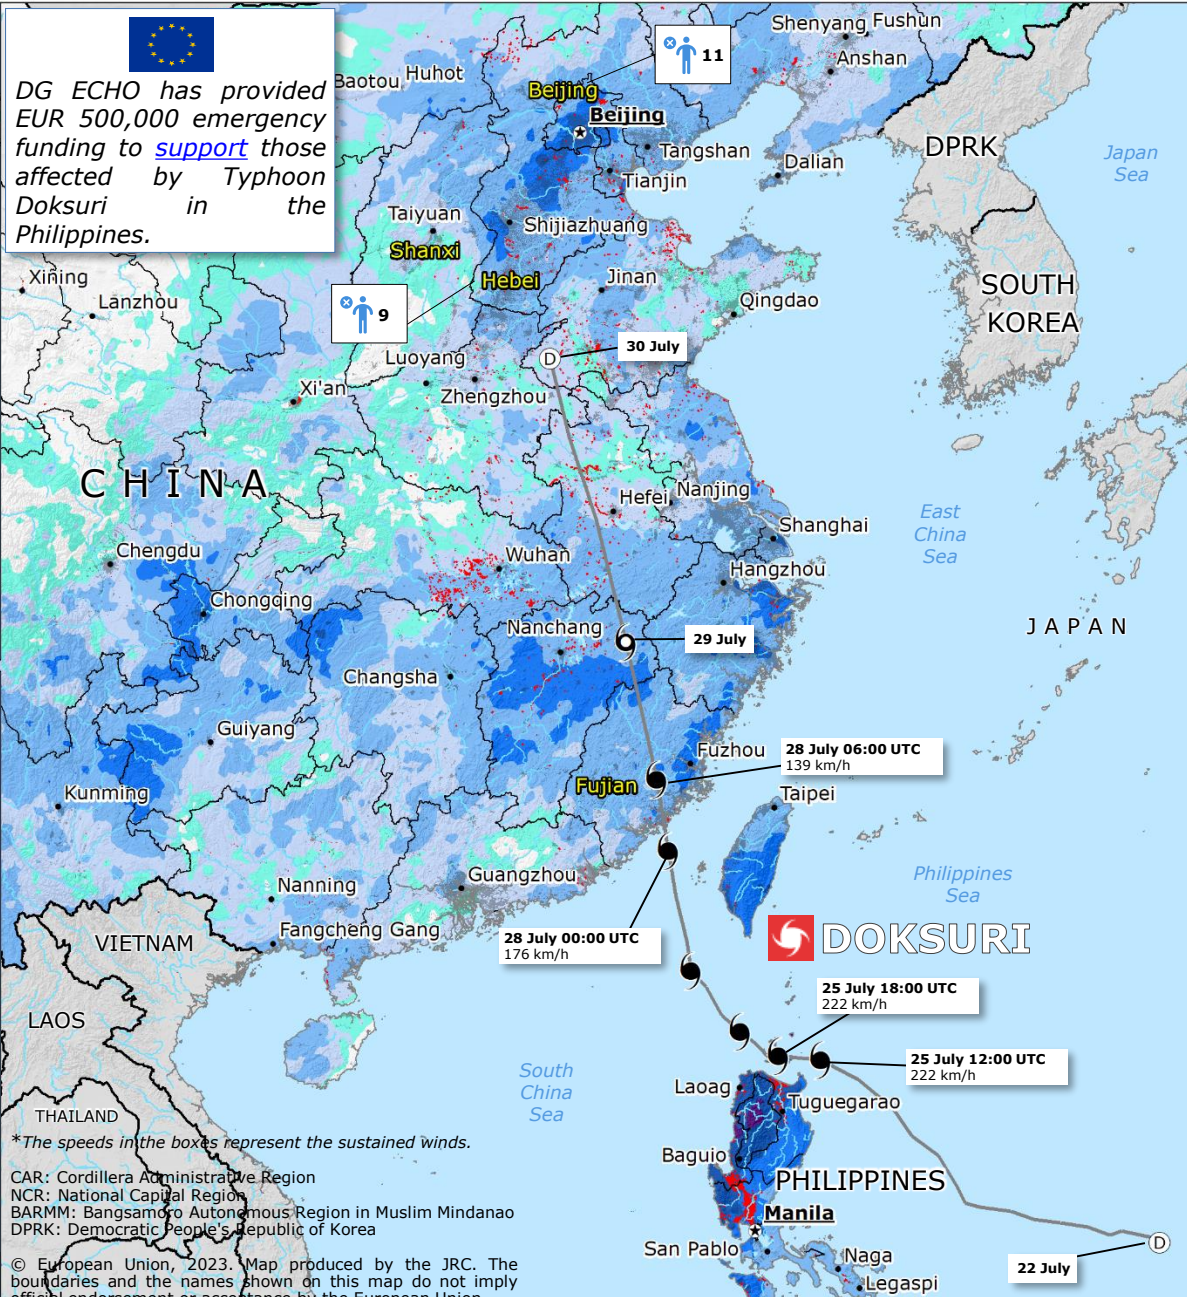 DG ECHO has provided
EUR 500,000 emergency
funding to support those
affected by Typhoon
Doksuri in the
Philippines.
Shenyang Fushun
Anshan
11
Baotou Huhot
Beijing
Beijing
Tangshan
DPRK
Japan
Sea
Dalian
Tianjin
Taiyuan
Shijiazhuang
Shanxi
Hebei
Xining
Lanzhou
Jinan
SOUTH
KOREA
Qingdao
9
30 July
D
Luoyang
Zhengzhou
Xi'an
CHINA
Hefei
Nanjing
East
China
Sea
Shanghai
Chengdu
Wuhan
Hangzhou
Chongqing
Nanchang
29 July
JAPAN
Changsha
Guiyang
Fuzhou
28 July 06:00 UTC
139 km/h
Fujian
Kunming
Taipei
Guangzhou
Philippines
Sea
Nanning
Fangcheng Gang
VIETNAM
28 July 00:00 UTC
176 km/h
DOKSURI
25 July 18:00 UTC
222 km/h
LAOS
25 July 12:00 UTC
222 km/h
South
China
Sea
Laoag
Tuguegarao
THAILAND
*The speeds in the boxes represent the sustained winds.
Baguio
PHILIPPINES
CAR: Cordillera Administrative Region
NCR: National Capital Region
BARMM: Bangsamoro Autonomous Region in Muslim Mindanao
DPRK: Democratic People's Republic of Korea
Manila
San Pablo
Naga
Legaspi
D
22 July
© European Union, 2023. Map produced by the JRC. The
boundaries and the names shown on this map do not imply
official endorsement or acceptance by the European Union.